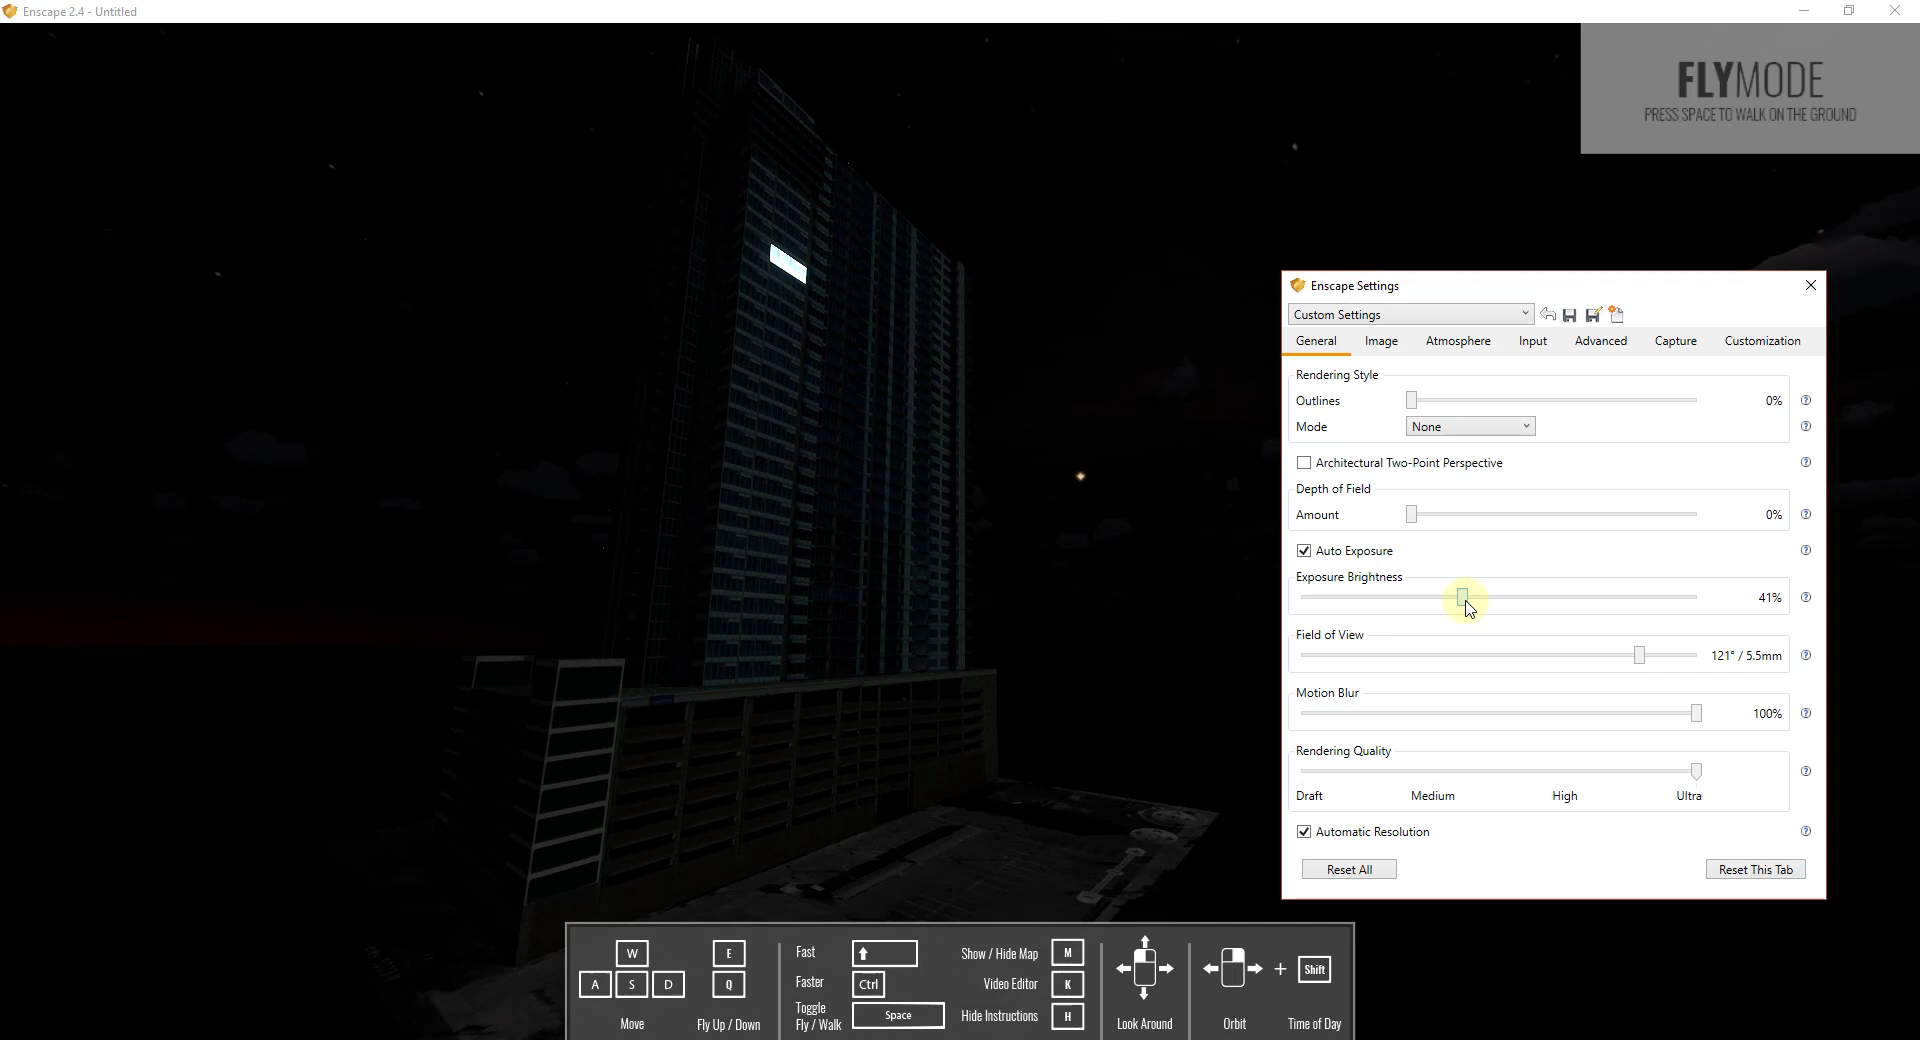 Enscape 2.4 - Untitled
FLYMODE
PRESS SPACE TO WALK ON THE GROUND
Enscape Settings
Custom Settings
General Image Atmosphere Input Advanced Capture Customization
Rendering Style
Outlines 0%
Mode None
Architectural Two-Point Perspective
Depth of Field
Amount 0%
Auto Exposure
Exposure Brightness
41%
Field of View
121° / 5.5mm
Motion Blur
100%
Rendering Quality
Draft Medium High Ultra
Automatic Resolution
Reset All Reset This Tab
W E Fast Show / Hide Map M
A S D Q Faster Ctrl Video Editor K + Shift
Toggle
Fly / Walk Space Hide Instructions H
Move Fly Up / Down Look Around Orbit Time of Day